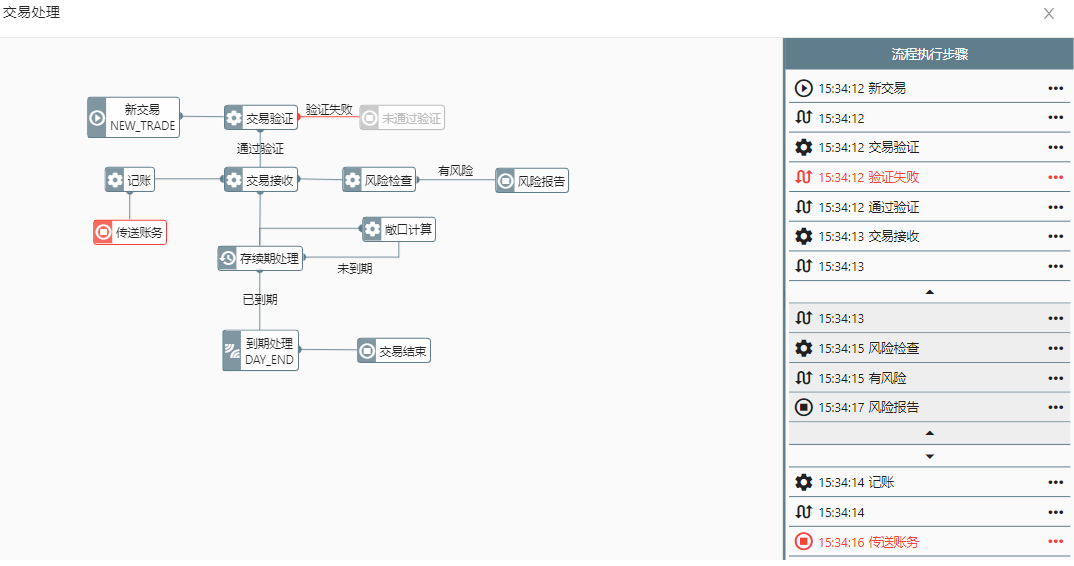 交易处理
流程执行步骤
新交易
NEW_TRADE
交易验证
验证失败
未通过验证
通过验证
记账
交易接收
风险检查
有风险
风险报告
传送账务
敞口计算
存续期处理
未到期
已到期
到期处理
DAY_END
交易结束
15:34:12 新交易
15:34:12
15:34:12 交易验证
15:34:12 验证失败
15:34:12 通过验证
15:34:13 交易接收
15:34:13
15:34:13
15:34:15 风险检查
15:34:15 有风险
15:34:17 风险报告
15:34:14 记账
15:34:14
15:34:16 传送账务